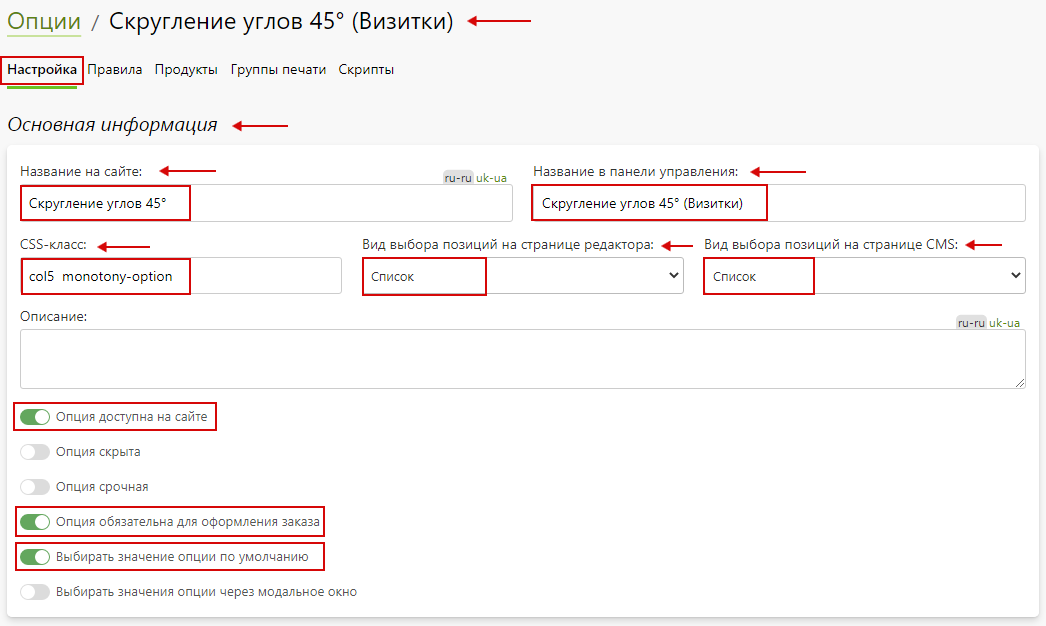 Опции / Скругление углов 45° (Визитки)
Настройка Правила Продукты Группы печати Скрипты
Основная информация
Название на сайте: ru-ru uk-ua Название в панели управления:
Скругление углов 45° Скругление углов 45° (Визитки)
CSS-класс: Вид выбора позиций на странице редактора: Вид выбора позиций на странице CMS:
col5 monotony-option Список Список
Описание: ru-ru uk-ua
Опция доступна на сайте
Опция скрыта
Опция срочная
Опция обязательна для оформления заказа
Выбирать значение опции по умолчанию
Выбирать значения опции через модальное окно